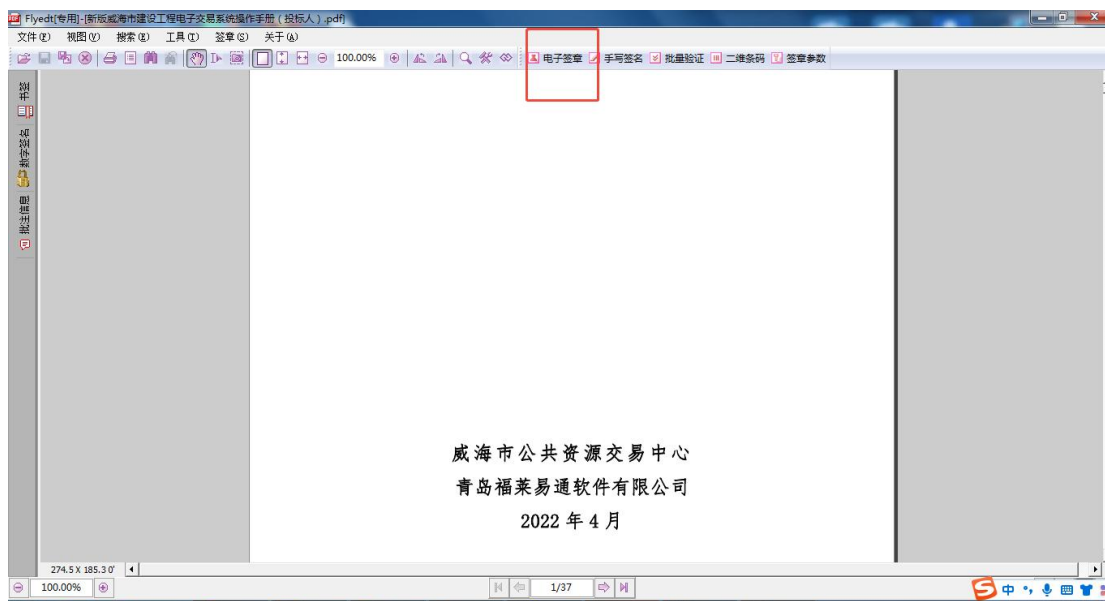 Flyedt[专用]-[新版威海市建设工程电子交易系统操作手册（投标人）.pdf]
文件(F) 视图(V) 搜索(E) 工具(T) 签章(S) 关于(A)
100.00% 电子签章 手写签名 批量验证 二维条码 签章参数
书签
数字签名
批注信息
威海市公共资源交易中心
青岛福莱易通软件有限公司
2022 年 4 月
274.5 X 185.3 0'
100.00% 1/37 中